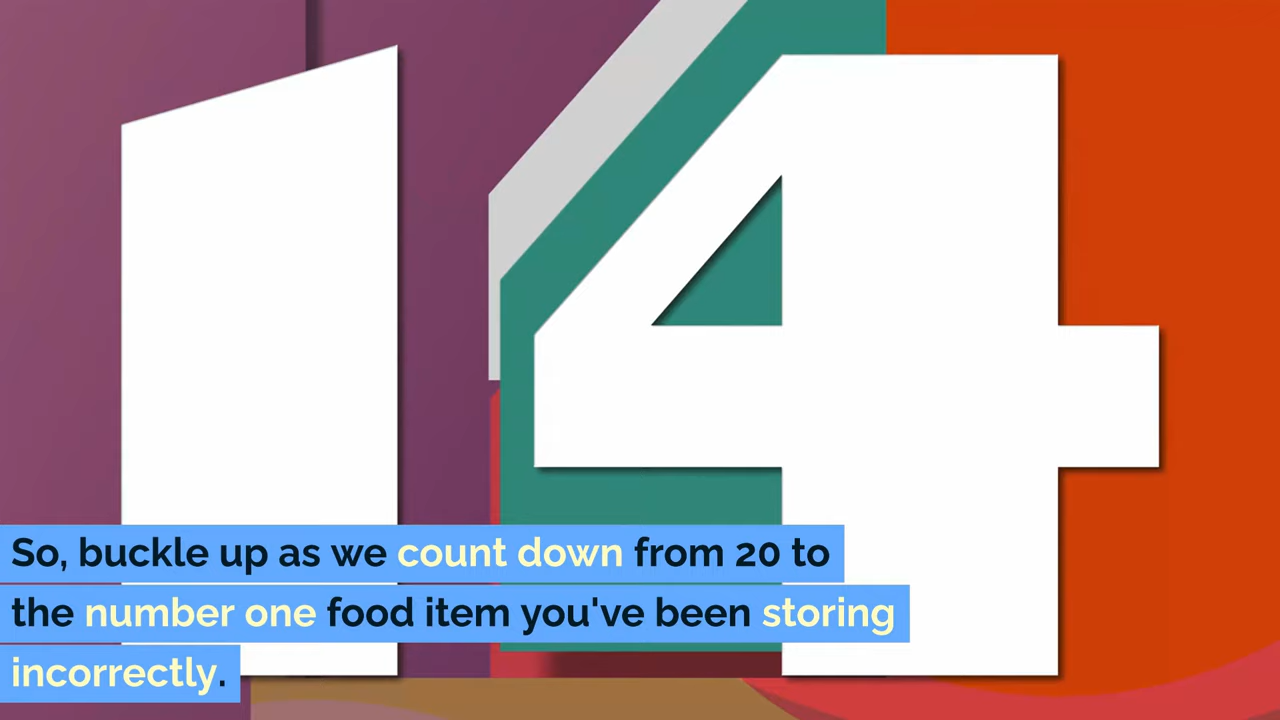 14
So, buckle up as we count down from 20 to
the number one food item you've been storing
incorrectly.